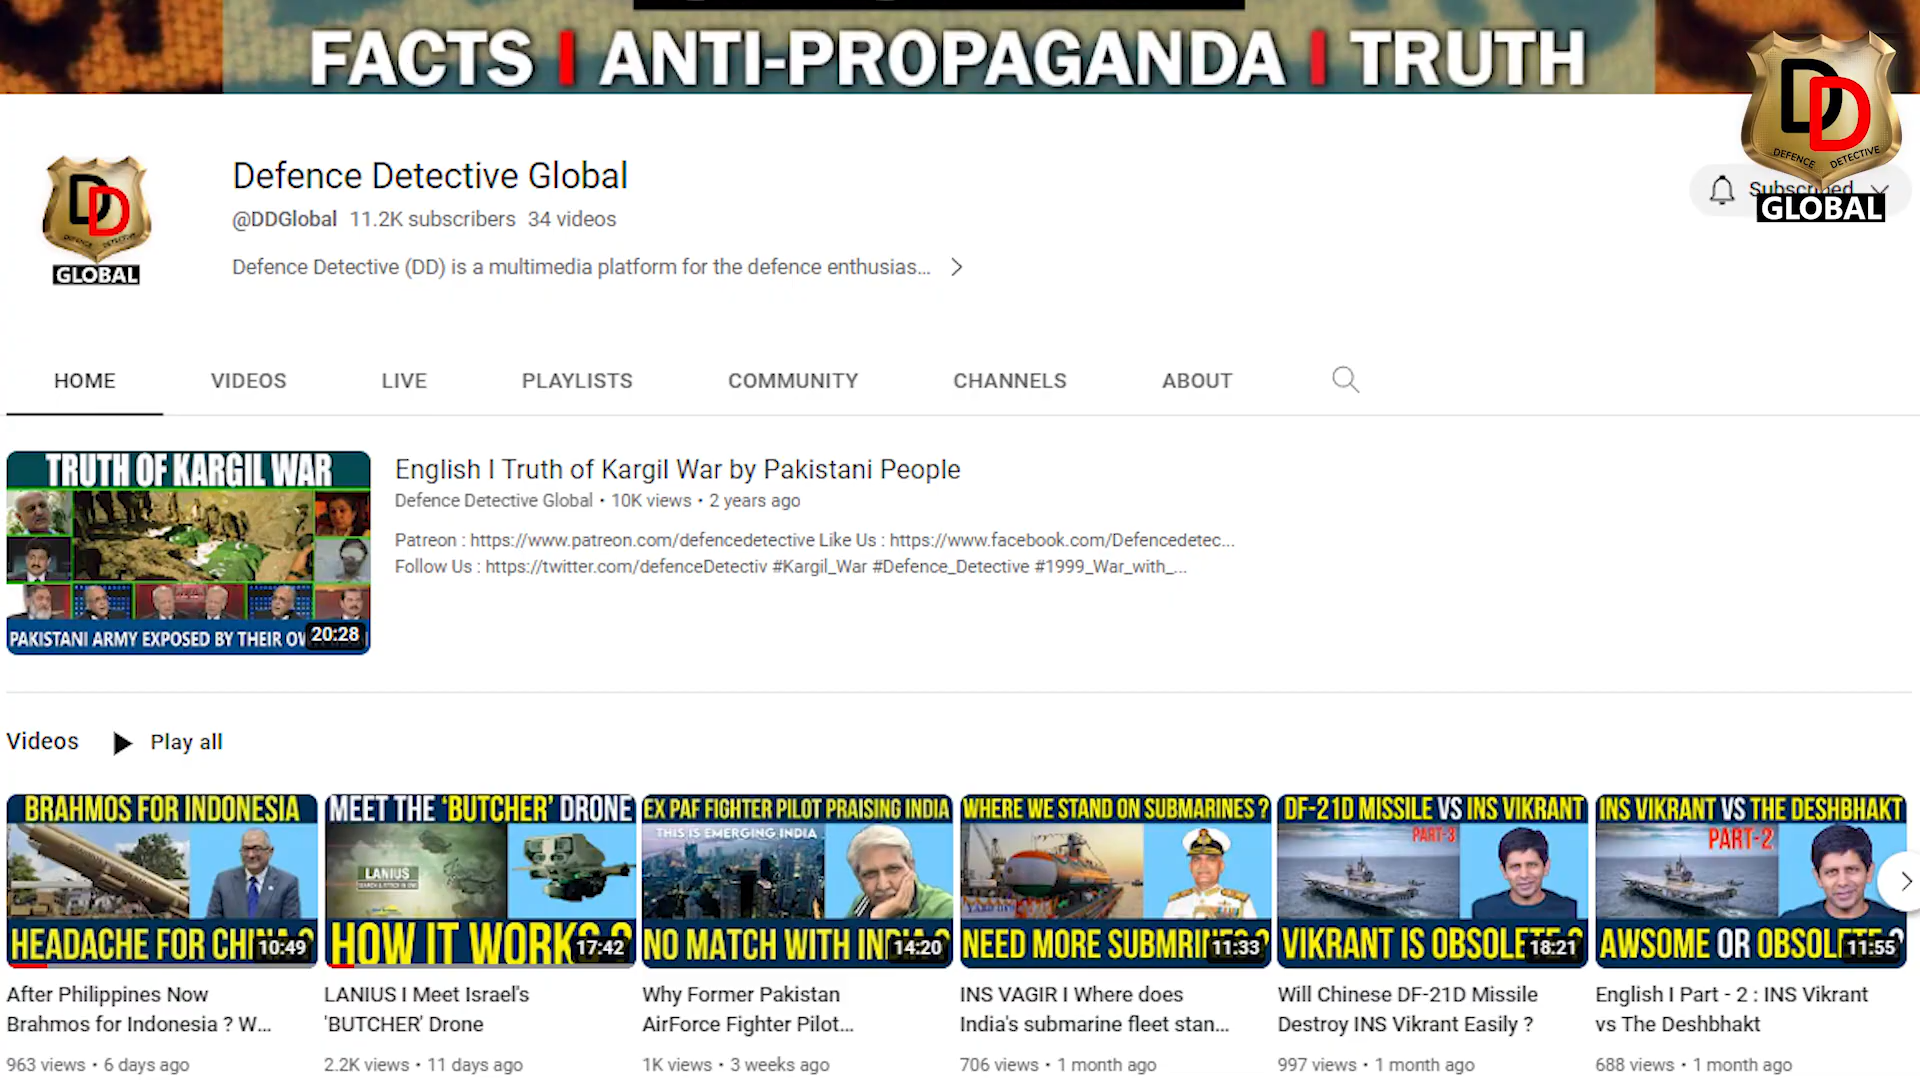 FACTS | ANTI-PROPAGANDA | TRUTH
DD
DEFENCE DETECTIVE
GLOBAL
DD
DEFENCE DETECTIVE
GLOBAL
Defence Detective Global
@DDGlobal 11.2K subscribers 34 videos
Defence Detective (DD) is a multimedia platform for the defence enthusias...
Subscribed
HOME VIDEOS LIVE PLAYLISTS COMMUNITY CHANNELS ABOUT
TRUTH OF KARGIL WAR
PAKISTANI ARMY EXPOSED BY THEIR
20:28
English I Truth of Kargil War by Pakistani People
Defence Detective Global • 10K views • 2 years ago
Patreon : https://www.patreon.com/defencedetective Like Us : https://www.facebook.com/Defencedetec...
Follow Us : https://twitter.com/defenceDetectiv #Kargil_War #Defence_Detective #1999_War_with_...
Videos Play all
BRAHMOS FOR INDONESIA
HEADACHE FOR
10:49
After Philippines Now
Brahmos for Indonesia ? W...
963 views • 6 days ago
MEET THE 'BUTCHER' DRONE
LANIUS
HOW IT WORKS ?
17:42
LANIUS I Meet Israel's
'BUTCHER' Drone
2.2K views • 11 days ago
EX PAF FIGHTER PILOT PRAISING INDIA
THIS IS EMERGING INDIA
NO MATCH WITH
14:20
Why Former Pakistan
AirForce Fighter Pilot...
1K views • 3 weeks ago
WHERE WE STAND ON SUBMARINES ?
NEED MORE
11:33
INS VAGIR I Where does
India's submarine fleet stan...
706 views • 1 month ago
DF-21D MISSILE VS INS VIKRANT
PART-3
VIKRANT IS OBSOLETE ?
18:21
Will Chinese DF-21D Missile
Destroy INS Vikrant Easily ?
997 views • 1 month ago
INS VIKRANT VS THE DESHBHAKT
PART-2
AWSOME OR OBSOLETE ?
11:55
English I Part - 2 : INS Vikrant
vs The Deshbhakt
688 views • 1 month ago